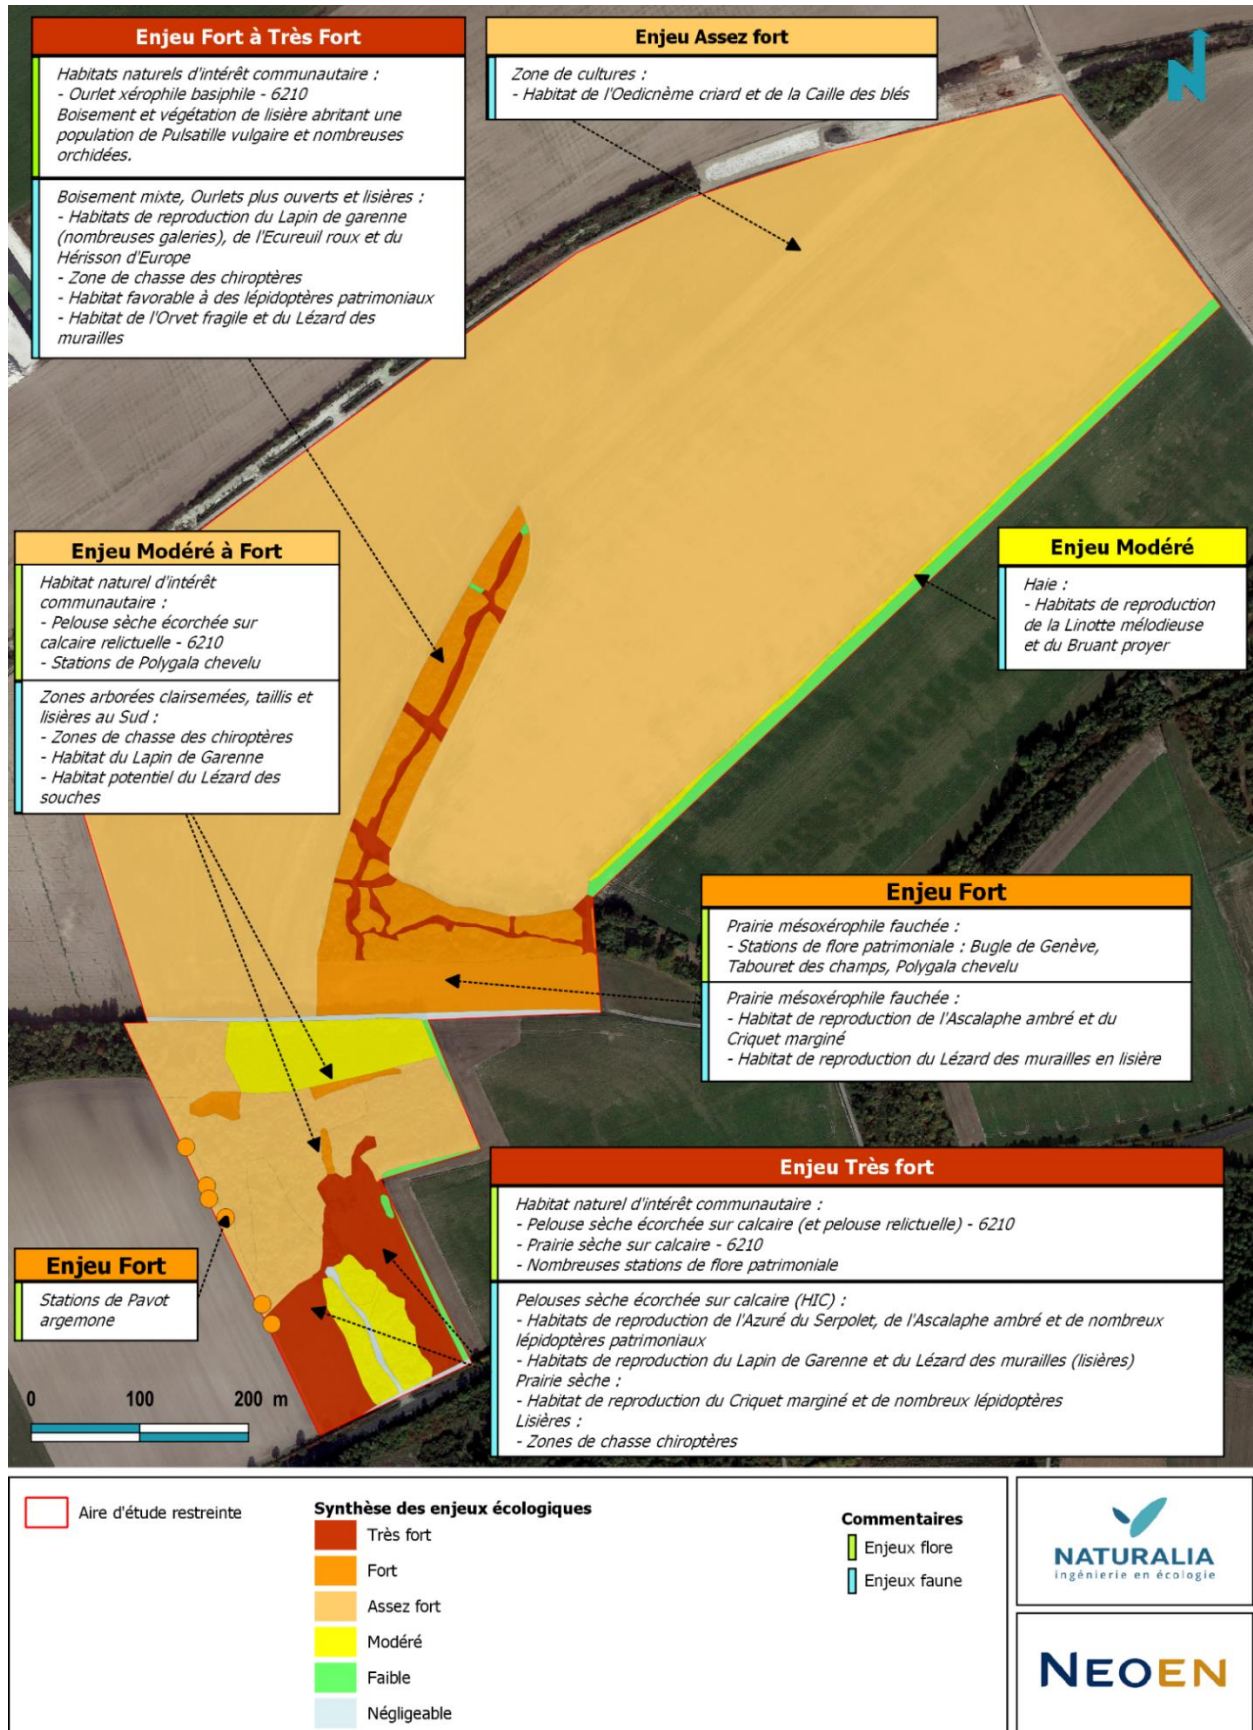 Enjeu Fort à Très Fort
Habitats naturels d'intérêt communautaire :
- Ourlet xérophile basiphile - 6210
Boisement et végétation de lisière abritant une
population de Pulsatille vulgaire et nombreuses
orchidées.
Boisement mixte, Ourlets plus ouverts et lisières :
- Habitats de reproduction du Lapin de garenne
(nombreuses galeries), de l'Ecureuil roux et du
Hérisson d'Europe
- Zone de chasse des chiroptères
- Habitat favorable à des lépidoptères patrimoniaux
- Habitat de l'Orvet fragile et du Lézard des
murailles
Enjeu Assez fort
Zone de cultures :
- Habitat de l'Oedicnème criard et de la Caille des blés
N
Enjeu Modéré à Fort
Habitat naturel d'intérêt
communautaire :
- Pelouse sèche écorchée sur
calcaire relictuelle - 6210
- Stations de Polygala chevelu
Zones arborées clairsemées, taillis et
lisières au Sud :
- Zones de chasse des chiroptères
- Habitat du Lapin de Garenne
- Habitat potentiel du Lézard des
souches
Enjeu Modéré
Haie :
- Habitats de reproduction
de la Linotte mélodieuse
et du Bruant proyer
Enjeu Fort
Prairie mésoxérophile fauchée :
- Stations de flore patrimoniale : Bugle de Genève,
Tabouret des champs, Polygala chevelu
Prairie mésoxérophile fauchée :
- Habitat de reproduction de l'Ascalaphe ambré et du
Criquet marginé
- Habitat de reproduction du Lézard des murailles en lisière
Enjeu Très fort
Habitat naturel d'intérêt communautaire :
- Pelouse sèche écorchée sur calcaire (et pelouse relictuelle) - 6210
- Prairie sèche sur calcaire - 6210
- Nombreuses stations de flore patrimoniale
Pelouses sèche écorchée sur calcaire (HIC) :
- Habitats de reproduction de l'Azuré du Serpolet, de l'Ascalaphe ambré et de nombreux
lépidoptères patrimoniaux
- Habitats de reproduction du Lapin de Garenne et du Lézard des murailles (lisières)
Prairie sèche :
- Habitat de reproduction du Criquet marginé et de nombreux lépidoptères
Lisières :
- Zones de chasse chiroptères
Enjeu Fort
Stations de Pavot
argemone
0 100 200 m
Aire d'étude restreinte
Synthèse des enjeux écologiques
Très fort
Fort
Assez fort
Modéré
Faible
Négligeable
Commentaires
Enjeux flore
Enjeux faune
NATURALIA
ingénierie en écologie
NEOEN